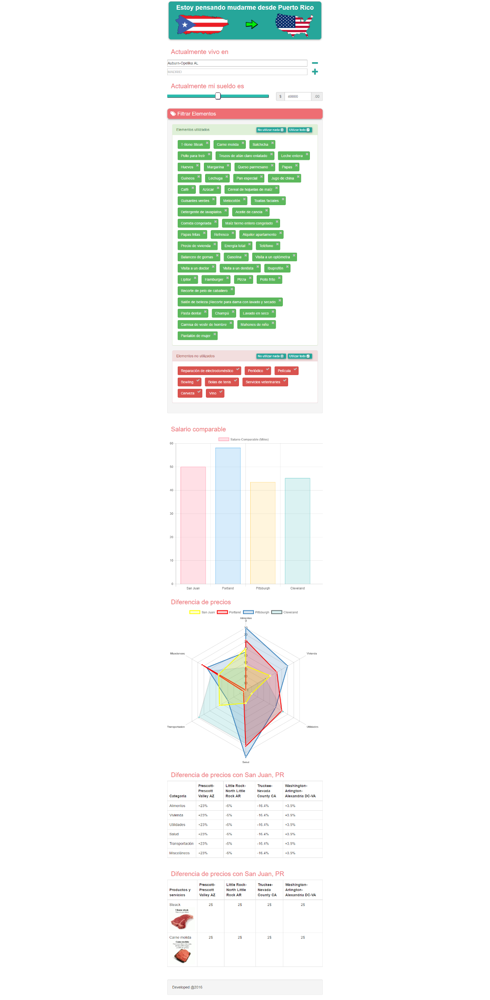 Estoy pensando mudarme desde Puerto Rico
Actualmente vivo en
Auburn-Opelika AL
MADRID
Actualmente mi sueldo es
$ 40000 .00
Filtrar Elementos
Elementos utilizados No utilizar nada Utilizar todo
T-Bone Steak Carne molida Salchicha
Pollo para freír Trozos de atún claro enlatado Leche entera
Huevos Margarina Queso parmesano Papas
Guineos Lechuga Pan especial Jugo de china
Café Azúcar Cereal de hojuelas de maíz
Guisantes verdes Melocotón Toallas faciales
Detergente de lavaplatos Aceite de canola
Comida congelada Maíz tierno entero congelado
Papas fritas Refresco Alquiler apartamento
Precio de vivienda Energía total Teléfono
Balanceo de gomas Gasolina Visita a un optómetra
Visita a un doctor Visita a un dentista Ibuprofén
Lipitor Hamburger Pizza Pollo frito
Recorte de pelo de caballero
Salón de belleza (Recorte para dama con lavado y secado
Pasta dental Champú Lavado en seco
Camisa de vestir de hombre Mahones de niño
Pantalón de mujer
Elementos no utilizados No utilizar nada Utilizar todo
Reparación de electrodoméstico Periódico Película
Bowling Bolas de tenis Servicios veterinaries
Cerveza Vino
Salario comparable
Salario Comparable (Miles)
60
50
40
30
20
10
0
San Juan Portland Pittsburgh Cleveland
Diferencia de precios
San Juan Portland Pittsburgh Cleveland
Alimentos
0
20
50
60
70
80
90
Misceleneos Vivienda
Transportacion Utilidades
Salud
Diferencia de precios con San Juan, PR
Categoría Prescott-Prescott Valley AZ Little Rock-North Little Rock AR Truckee-Nevada County CA Washington-Arlington-Alexandria DC-VA
Alimentos +23% -6% -16.4% +3.9%
Vivienda +23% -6% -16.4% +3.9%
Utilidades +23% -6% -16.4% +3.9%
Salud +23% -6% -16.4% +3.9%
Transportación +23% -6% -16.4% +3.9%
Misceláneos +23% -6% -16.4% +3.9%
Diferencia de precios con San Juan, PR
Productos y servicios Prescott-Prescott Valley AZ Little Rock-North Little Rock AR Truckee-Nevada County CA Washington-Arlington-Alexandria DC-VA
Steack 2$ 2$ 2$ 2$
T-bone steak
Precio por libra
Carne molida 2$ 2$ 2$ 2$
Carne molida
Developed @2016